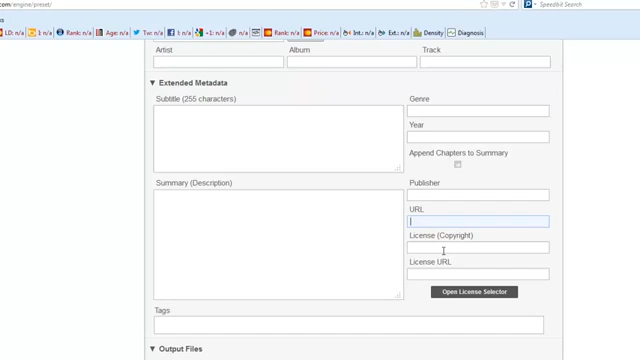 .com/engine/preset/
Speedbit Search
ks
LD: n/a I: n/a Rank: n/a Age: n/a Tw: n/a I: n/a +1: n/a n/a Rank: n/a Price: n/a Int.: n/a Ext.: n/a Density Diagnosis
Artist Album Track
Extended Metadata
Subtitle (255 characters) Genre
Year
Append Chapters to Summary
Summary (Description) Publisher
URL
License (Copyright)
License URL
Open License Selector
Tags
Output Files